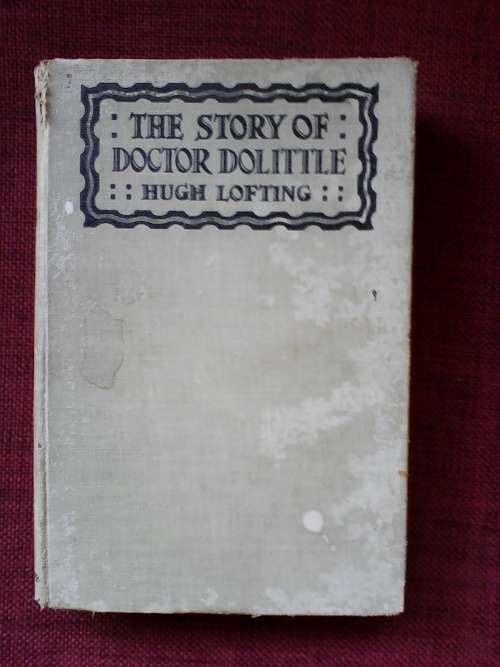 : THE STORY OF :
DOCTOR DOLITTLE
:: HUGH LOFTING ::